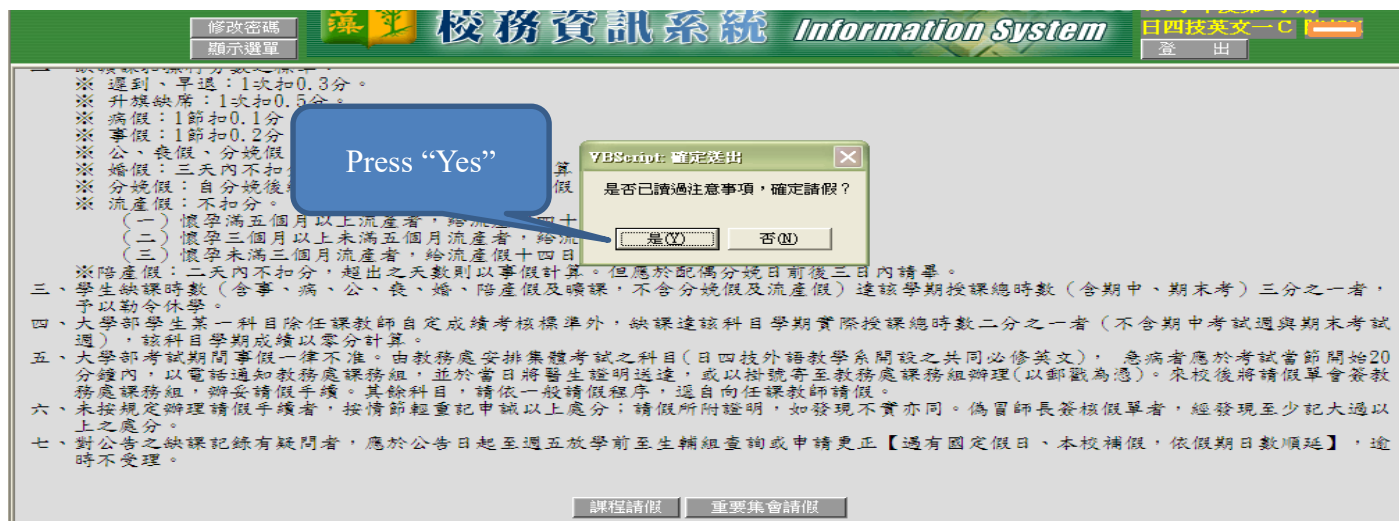 修改密碼
顯示選單
藻
校務資訊系統 Information System
日四技英文一C
登 出
※ 遲到、早退：1次扣0.3分。
※ 升旗缺席：1次扣0.5分。
※ 病假：1節扣0.1分
※ 事假：1節扣0.2分
※ 公、喪假、分娩假
※ 婚假：三天內不扣
算
※ 分娩假：自分娩後
假
※ 流產假：不扣分。
（一）懷孕滿五個月以上流產者，給流產假四十
（二）懷孕三個月以上未滿五個月流產者，給流
（三）懷孕未滿三個月流產者，給流產假十四日
Press “Yes”
VBScript: 確定送出
是否已讀過注意事項，確定請假？
是(Y)
否(N)
※陪產假：二天內不扣分，超出之天數則以事假計算。但應於配偶分娩日前後三日內請畢。
三、學生缺課時數（含事、病、公、喪、婚、陪產假及曠課，不含分娩假及流產假）達該學期授課總時數（含期中、期末考）三分之一者，
予以勒令休學。
四、大學部學生某一科目除任課教師自定成績考核標準外，缺課達該科目學期實際授課總時數二分之一者（不含期中考試週與期末考試
週），該科目學期成績以零分計算。
五、大學部考試期間事假一律不准。由教務處安排集體考試之科目(日四技外語教學系開設之共同必修英文)， 急病者應於考試當節開始20
分鐘內，以電話通知教務處課務組，並於當日將醫生證明送達，或以掛號寄至教務處課務組辦理(以郵戳為憑)。來校後將請假單會簽教
務處課務組，辦妥請假手續。其餘科目，請依一般請假程序，逕自向任課教師請假。
六、未按規定辦理請假手續者，按情節輕重記申誡以上處分；請假所附證明，如發現不實亦同。偽冒師長簽核假單者，經發現至少記大過以
上之處分。
七、對公告之缺課記錄有疑問者，應於公告日起至週五放學前至生輔組查詢或申請更正【遇有國定假日、本校補假，依假期日數順延】，逾
時不受理。
課程請假
重要集會請假